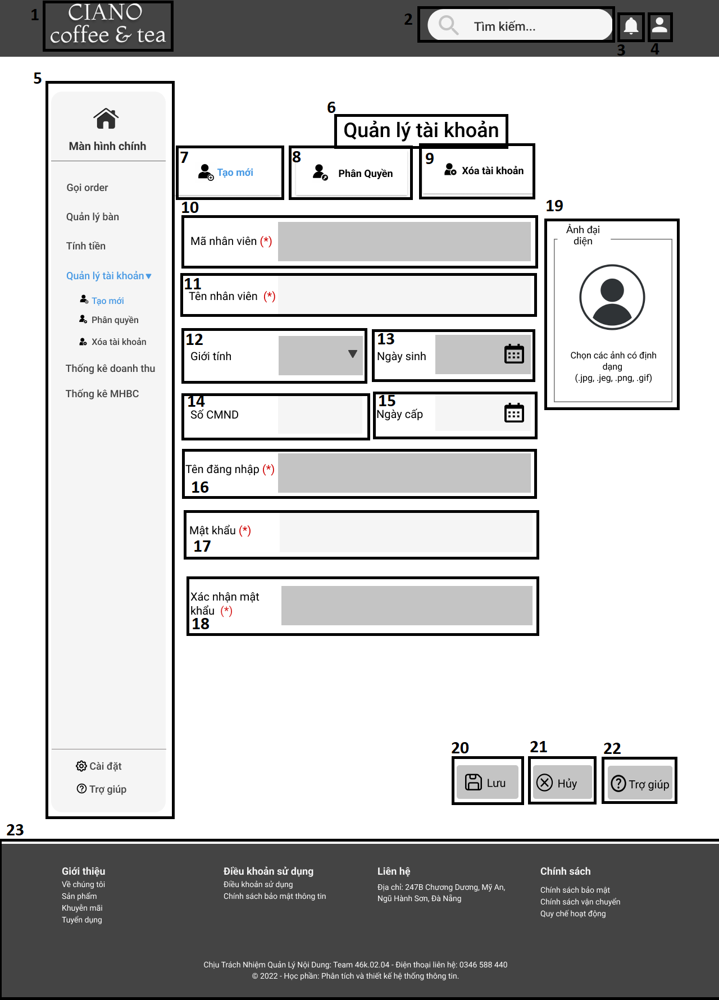 1
CIANO
coffee & tea
2
Tìm kiếm...
3
4
5
Màn hình chính
Gọi order
Quản lý bàn
Tính tiền
Quản lý tài khoản
Tạo mới
Phân quyền
Xóa tài khoản
Thống kê doanh thu
Thống kê MHBC
Cài đặt
Trợ giúp
6
Quản lý tài khoản
7
Tạo mới
8
Phân Quyền
9
Xóa tài khoản
10
Mã nhân viên (*)
11
Tên nhân viên (*)
12
Giới tính
13
Ngày sinh
14
Số CMND
15
Ngày cấp
Tên đăng nhập (*)
16
Mật khẩu (*)
17
Xác nhận mật
khẩu (*)
18
19
Ảnh đại
diện
Chọn các ảnh có định
dạng
(.jpg, .jeg, .png, .gif)
20
Lưu
21
Hủy
22
Trợ giúp
23
Giới thiệu
Về chúng tôi
Sản phẩm
Khuyễn mãi
Tuyển dụng
Điều khoản sử dụng
Điều khoản sử dụng
Chính sách bảo mật thông tin
Liên hệ
Địa chỉ: 247B Chương Dương, Mỹ An,
Ngũ Hành Sơn, Đà Nẵng
Chính sách
Chính sách bảo mật
Chính sách vận chuyển
Quy chế hoạt động
Chịu Trách Nhiệm Quản Lý Nội Dung: Team 46k.02.04 - Điện thoại liên hệ: 0346 588 440
© 2022 - Học phần: Phân tích và thiết kế hệ thống thông tin.